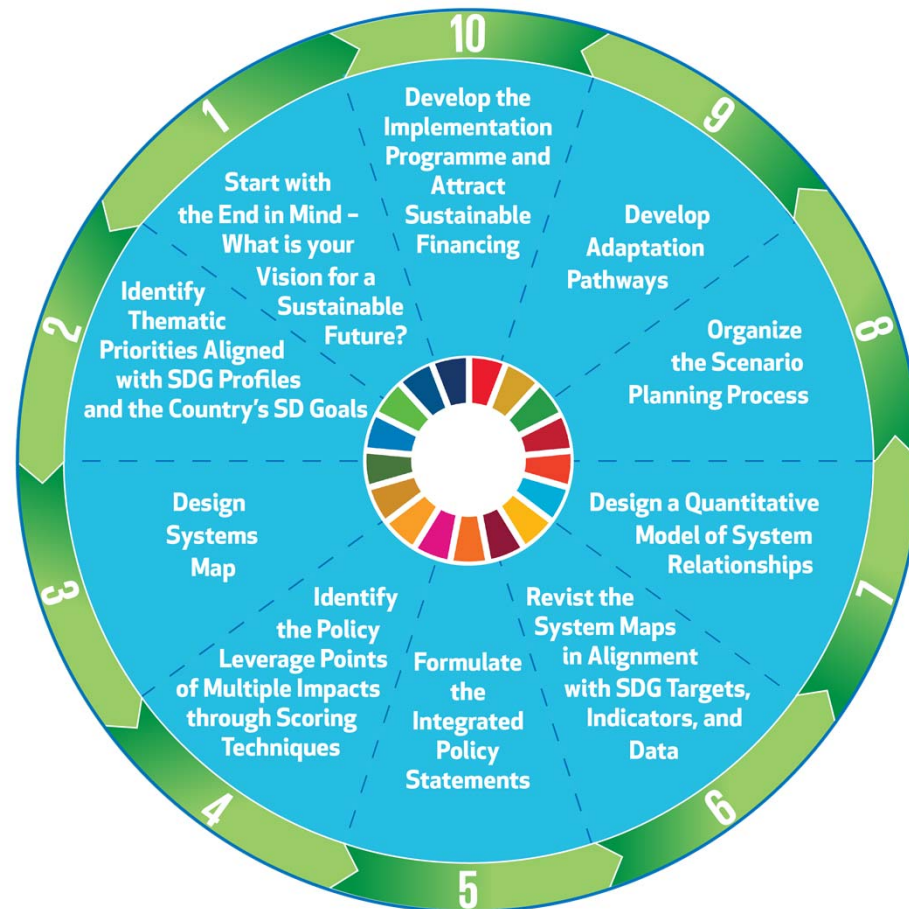 1
Start with
the End in Mind –
What is your
Vision for a
Sustainable
Future?
2
Identify
Thematic
Priorities Aligned
with SDG Profiles
and the Country's SD Goals
3
Design
Systems
Map
4
Identify
the Policy
Leverage Points
of Multiple Impacts
through Scoring
Techniques
5
Formulate
the
Integrated
Policy
Statements
6
Revist the
System Maps
in Alignment
with SDG Targets,
Indicators, and
Data
7
Design a Quantitative
Model of System
Relationships
8
Organize
the Scenario
Planning Process
9
Develop
Adaptation
Pathways
10
Develop the
Implementation
Programme and
Attract
Sustainable
Financing